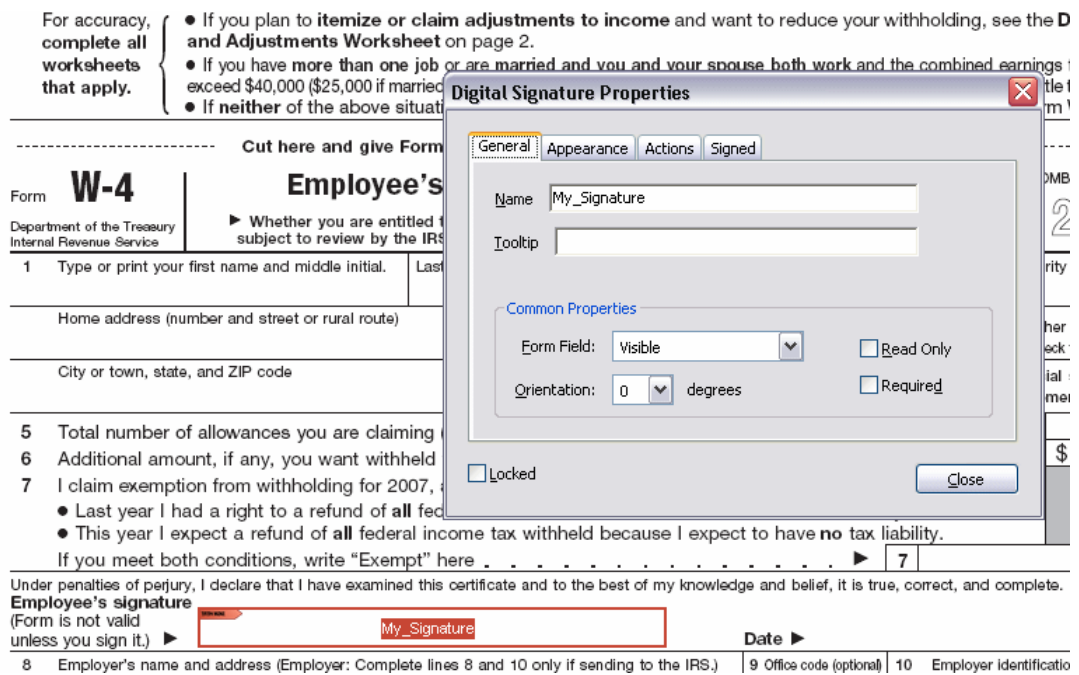 For accuracy, complete all worksheets that apply.
● If you plan to itemize or claim adjustments to income and want to reduce your withholding, see the
and Adjustments Worksheet on page 2.
● If you have more than one job or are married and you and your spouse both work and the combined earnings
exceed $40,000 ($25,000 if married
● If neither of the above
Cut here and give Form
Form W-4
Department of the Treasury
Internal Revenue Service
Employee's
► Whether you are entitled
subject to review by the IRS
1 Type or print your first name and middle initial.
Home address (number and street or rural route)
City or town, state, and ZIP code
5 Total number of allowances you are claiming
6 Additional amount, if any, you want withheld
$
7 I claim exemption from withholding for 2007,
● Last year I had a right to a refund of all
● This year I expect a refund of all federal income tax withheld because I expect to have no tax liability.
If you meet both conditions, write “Exempt” here . . . . . . . . . . . . . . ► 7
Under penalties of perjury, I declare that I have examined this certificate and to the best of my knowledge and belief, it is true, correct, and complete.
Employee's signature
(Form is not valid
unless you sign it.) ►
My_Signature
Date ►
8 Employer's name and address (Employer: Complete lines 8 and 10 only if sending to the IRS.)
9 Office code (optional)
10 Employer
Digital Signature Properties
General Appearance Actions Signed
Name My_Signature
Tooltip
Common Properties
Form Field: Visible
Read Only
Orientation: 0 degrees
Required
Locked
Close